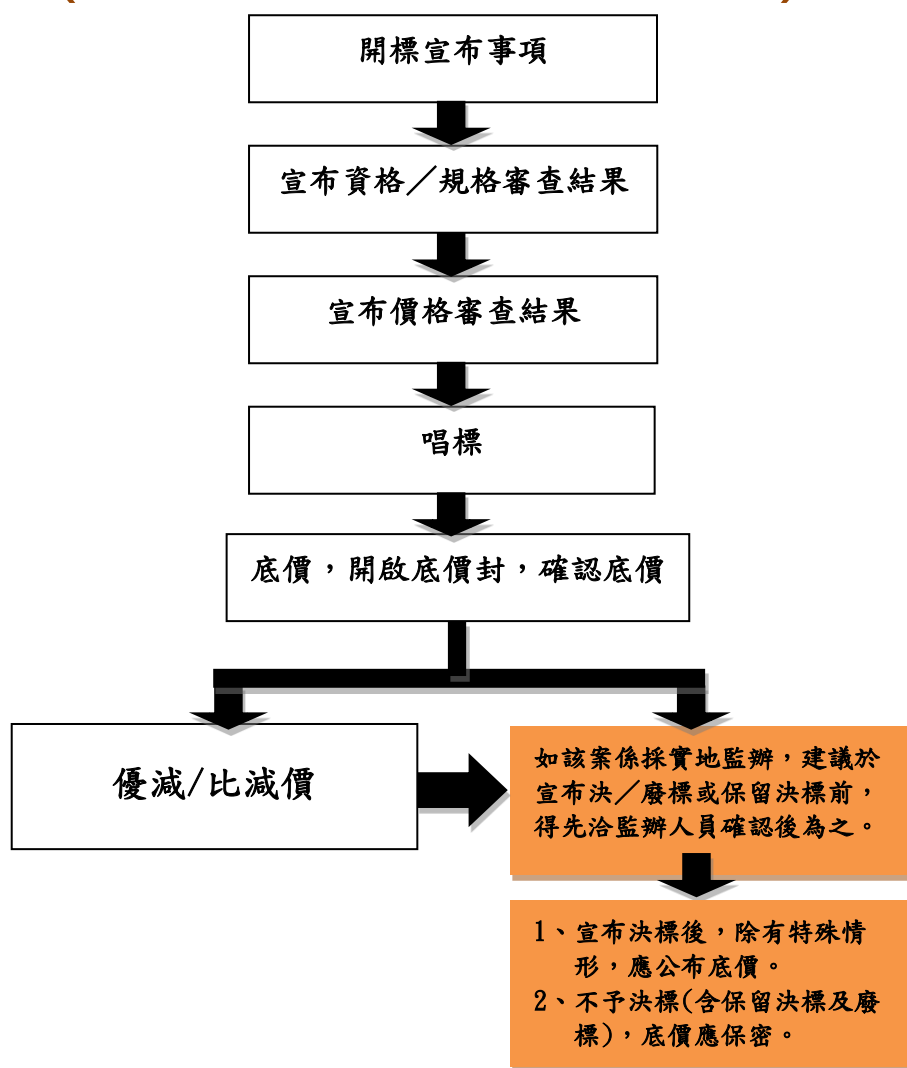 開標宣布事項
宣布資格／規格審查結果
宣布價格審查結果
唱標
底價，開啟底價封，確認底價
優減/比減價
如該案係採實地監辦，建議於
宣布決／廢標或保留決標前，
得先洽監辦人員確認後為之。
1、宣布決標後，除有特殊情
形，應公布底價。
2、不予決標(含保留決標及廢
標)，底價應保密。